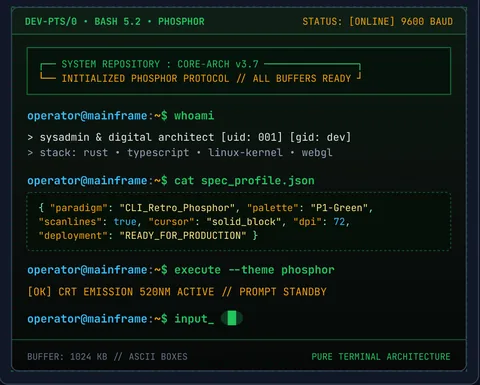 DEV-PTS/0 • BASH 5.2 • PHOSPHOR STATUS: [ONLINE] 9600 BAUD
┌── SYSTEM REPOSITORY : CORE-ARCH v3.7 ─────────────────┐
└── INITIALIZED PHOSPHOR PROTOCOL // ALL BUFFERS READY ┘
operator@mainframe:~$ whoami
> sysadmin & digital architect [uid: 001] [gid: dev]
> stack: rust • typescript • linux-kernel • webgl
operator@mainframe:~$ cat spec_profile.json
{ "paradigm": "CLI_Retro_Phosphor", "palette": "P1-Green",
"scanlines": true, "cursor": "solid_block", "dpi": 72,
"deployment": "READY_FOR_PRODUCTION" }
operator@mainframe:~$ execute --theme phosphor
[OK] CRT EMISSION 520NM ACTIVE // PROMPT STANDBY
operator@mainframe:~$ input_ █
BUFFER: 1024 KB // ASCII BOXES PURE TERMINAL ARCHITECTURE